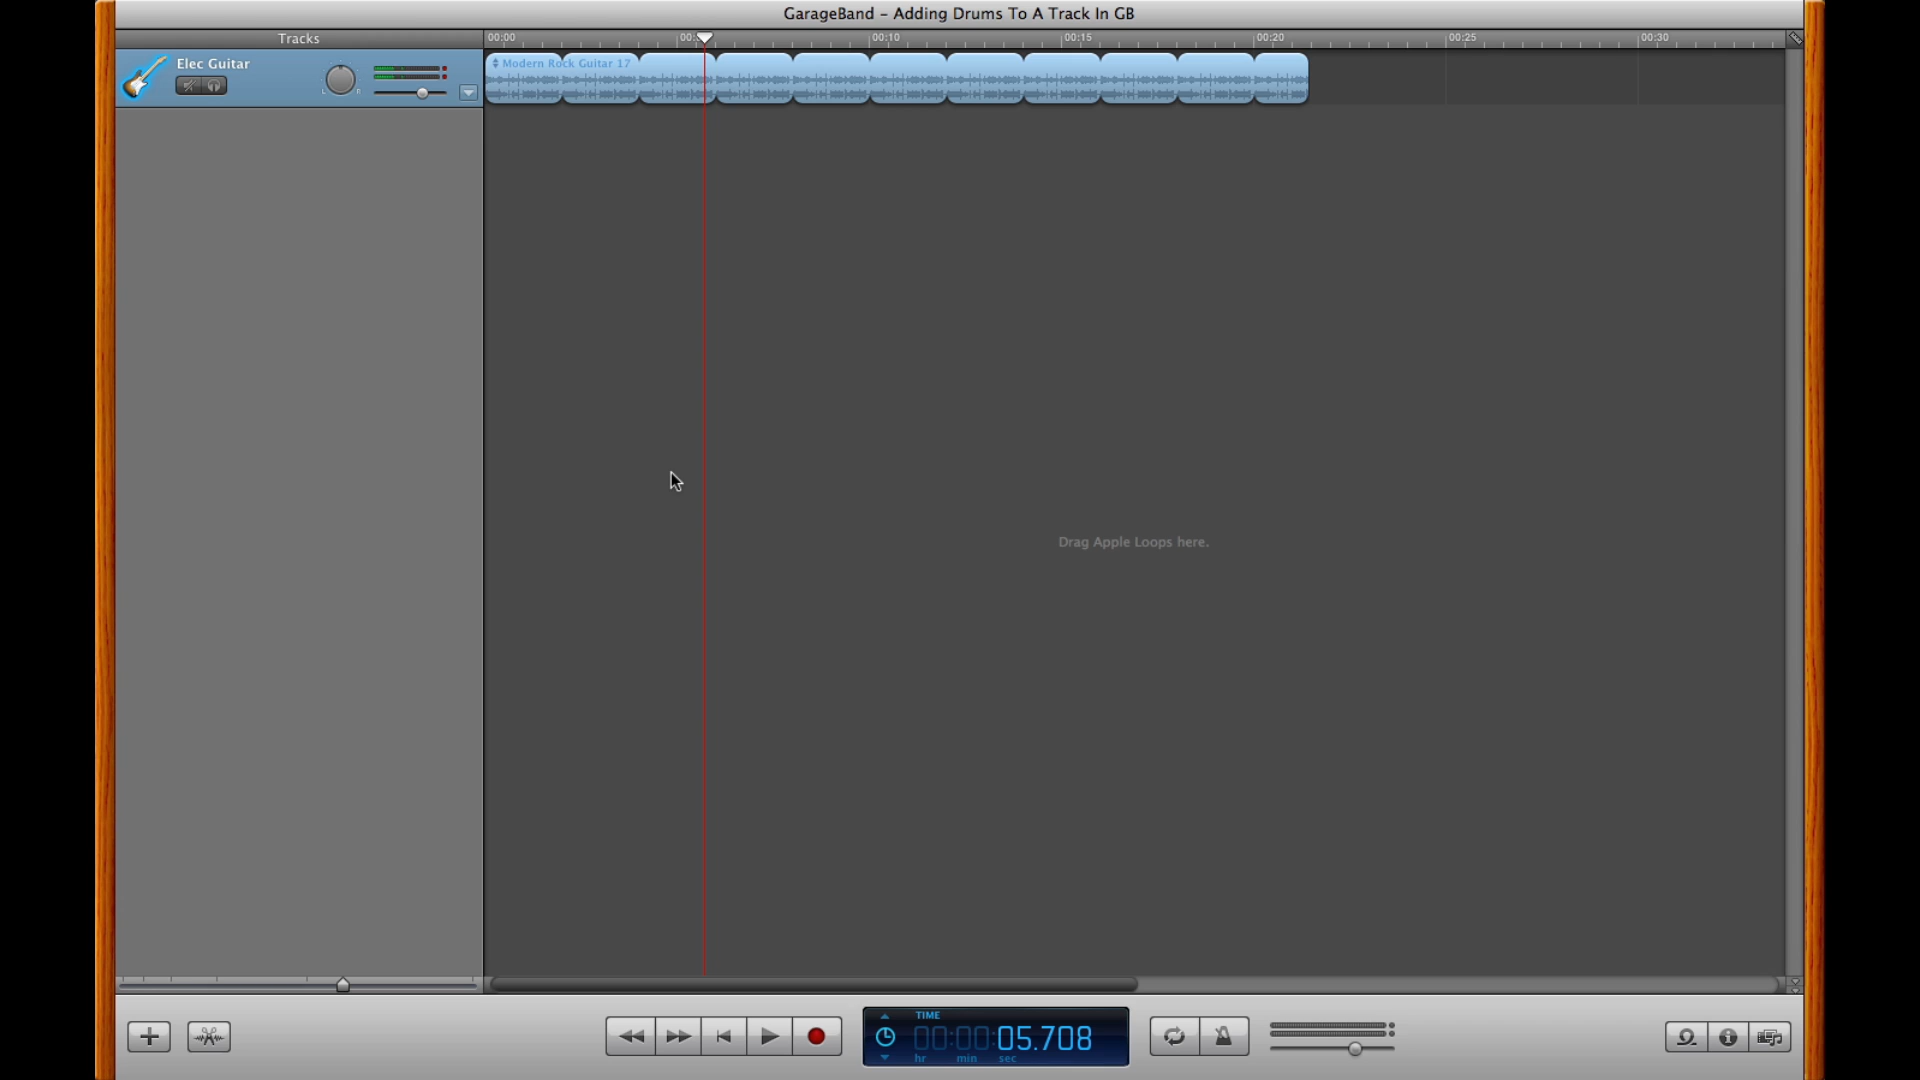 GarageBand – Adding Drums To A Track In GB
Tracks
00:00 00: 00:10 00:15 00:20 00:25 00:30
Elec Guitar
L R
Modern Rock Guitar 17
Drag Apple Loops here.
TIME
00:00:05.708
hr min sec